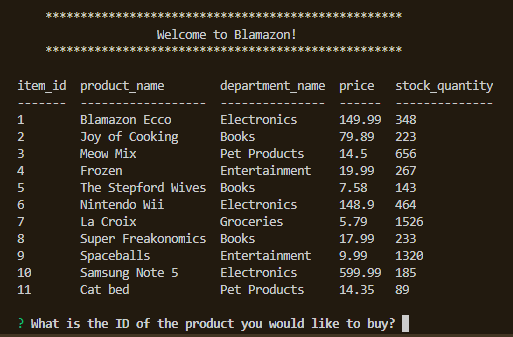 **************************************************
Welcome to Blamazon!
**************************************************
item_id  product_name         department_name  price   stock_quantity
-------  -------------------  ---------------  ------  --------------
1        Blamazon Ecco        Electronics      149.99  348
2        Joy of Cooking       Books            79.89   223
3        Meow Mix             Pet Products     14.5    656
4        Frozen               Entertainment    19.99   267
5        The Stepford Wives   Books            7.58    143
6        Nintendo Wii         Electronics      148.9   464
7        La Croix             Groceries        5.79    1526
8        Super Freakonomics   Books            17.99   233
9        Spaceballs           Entertainment    9.99    1320
10       Samsung Note 5       Electronics      599.99  185
11       Cat bed              Pet Products     14.35   89
? What is the ID of the product you would like to buy?